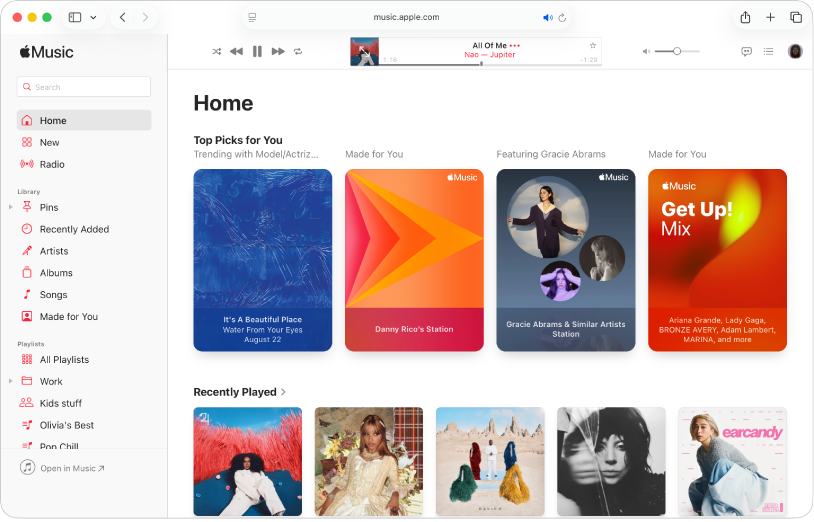 music.apple.com
Music
All Of Me
Nao — Jupiter
1:18
-1:29
Search
Home
New
Radio
Library
Pins
Recently Added
Artists
Albums
Songs
Made for You
Playlists
All Playlists
Work
Kids stuff
Olivia's Best
Pop Chill
Open in Music
Home
Top Picks for You
Trending with Model/Actriz...
Made for You
Featuring Gracie Abrams
Made for You
It's A Beautiful Place
Water From Your Eyes
August 22
Music
Danny Rico's Station
Music
Gracie Abrams & Similar Artists
Station
Music
Get Up!
Mix
Ariana Grande, Lady Gaga,
BRONZE AVERY, Adam Lambert,
MARINA, and more
Recently Played
earcandy